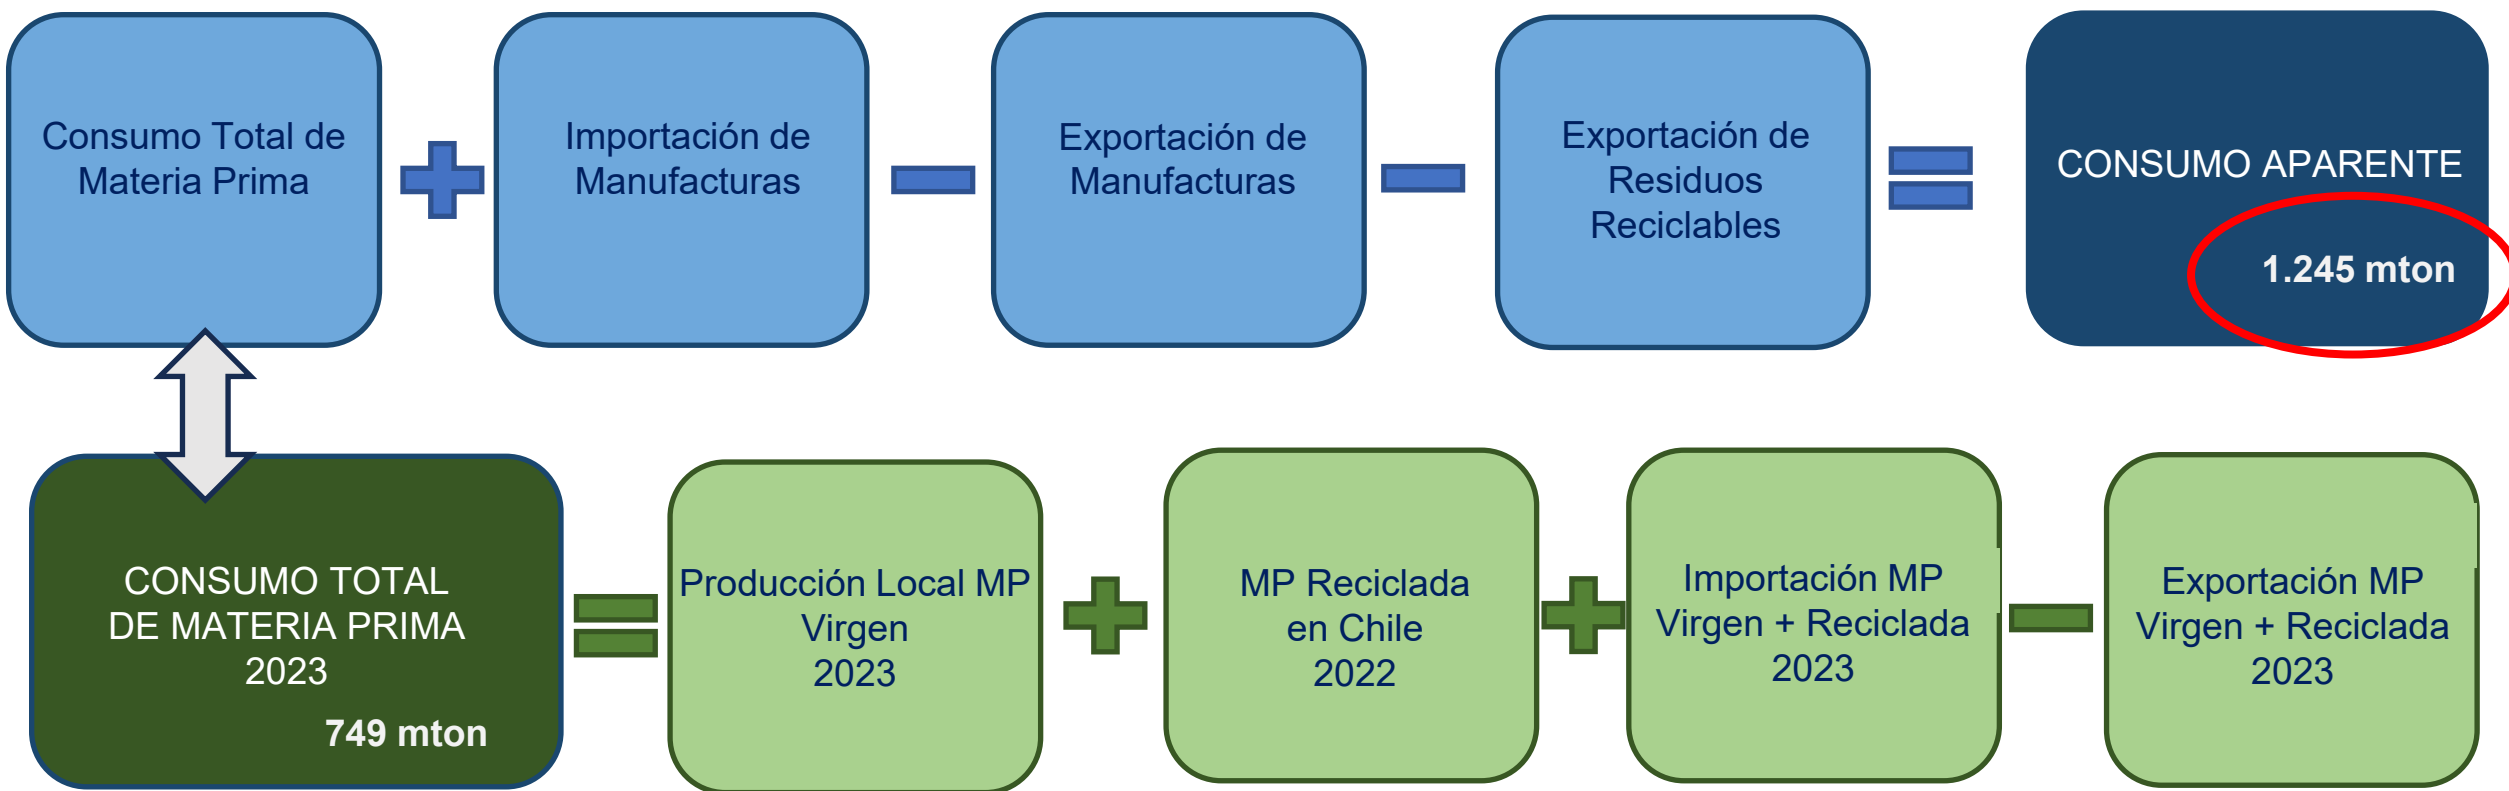 Consumo Total de
Materia Prima
Importación de
Manufacturas
Exportación de
Manufacturas
Exportación de
Residuos
Reciclables
CONSUMO APARENTE
1.245 mton
CONSUMO TOTAL
DE MATERIA PRIMA
2023
749 mton
Producción Local MP
Virgen
2023
MP Reciclada
en Chile
2022
Importación MP
Virgen + Reciclada
2023
Exportación MP
Virgen + Reciclada
2023